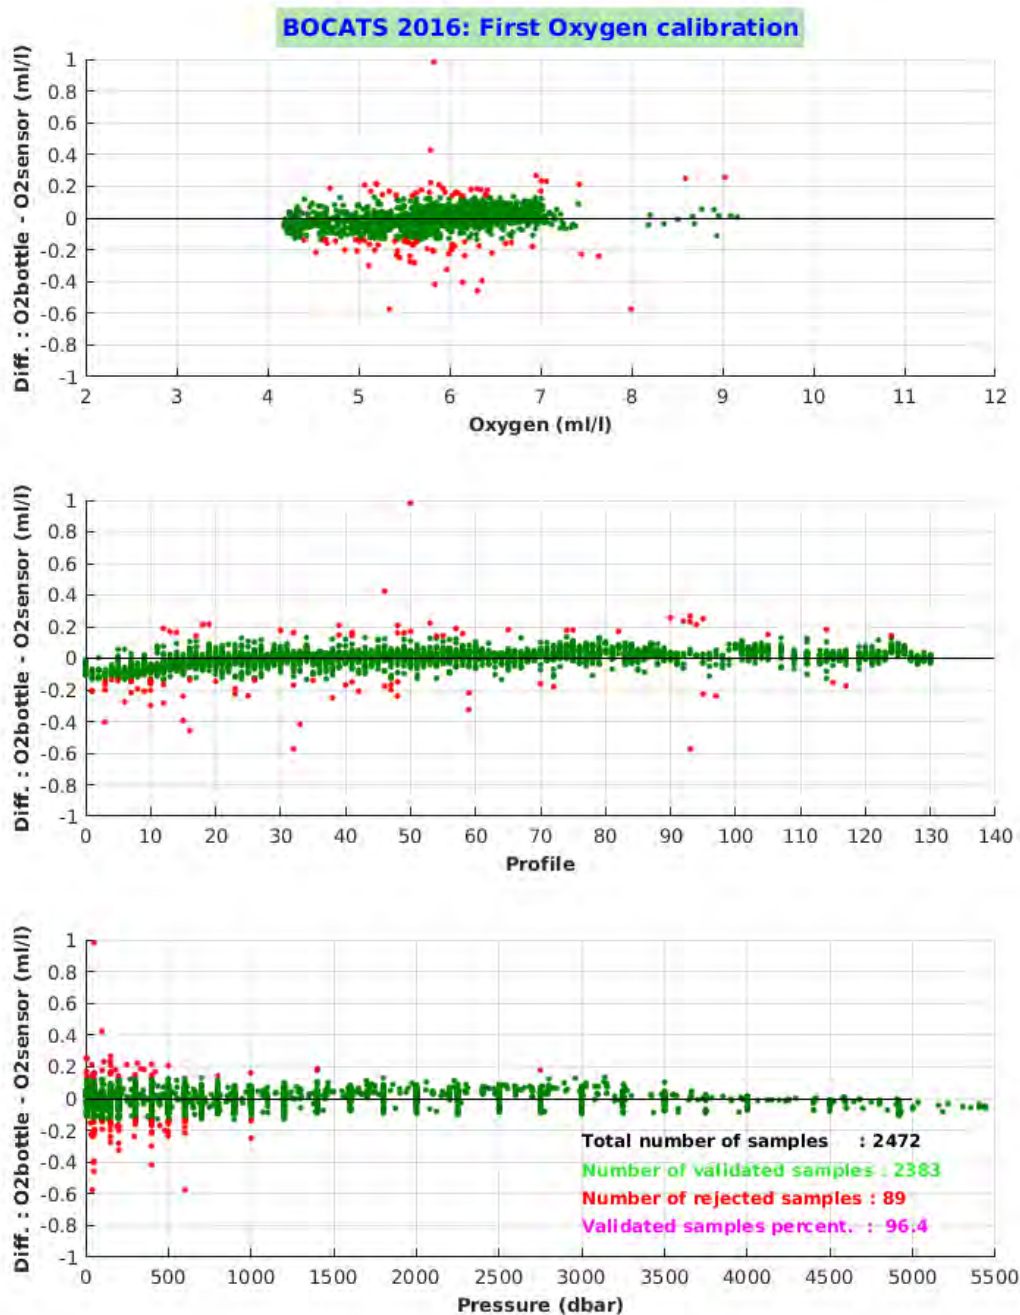 BOCATS 2016: First Oxygen calibration
Diff. : O2bottle - O2sensor (ml/l)
1
0.8
0.6
0.4
0.2
0
-0.2
-0.4
-0.6
-0.8
-1
2 3 4 5 6 7 8 9 10 11 12
Oxygen (ml/l)
Diff. : O2bottle - O2sensor (ml/l)
1
0.8
0.6
0.4
0.2
0
-0.2
-0.4
-0.6
-0.8
-1
0 10 20 30 40 50 60 70 80 90 100 110 120 130 140
Profile
Diff. : O2bottle - O2sensor (ml/l)
1
0.8
0.6
0.4
0.2
0
-0.2
-0.4
-0.6
-0.8
-1
Total number of samples : 2472
Number of validated samples : 2383
Number of rejected samples : 89
Validated samples percent. : 96.4
0 500 1000 1500 2000 2500 3000 3500 4000 4500 5000 5500
Pressure (dbar)